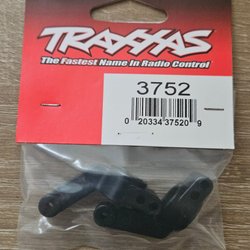 TRAXXAS
The Fastest Name In Radio Control
3752
0 20334 37520 9